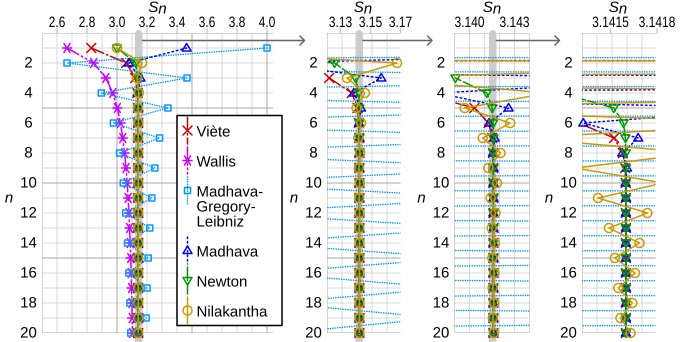 Sn Sn Sn Sn
2.6 2.8 3.0 3.2 3.4 3.6 3.8 4.0 3.13 3.15 3.17 3.140 3.143 3.1415 3.1418
2 2 2 2
4 4 4 4
6 6 6 6
8 8 8 8
n 10 n 10 n 10 n 10
12 12 12 12
14 14 14 14
16 16 16 16
18 18 18 18
20 20 20 20
Viète
Wallis
Madhava-
Gregory-
Leibniz
Madhava
Newton
Nilakantha